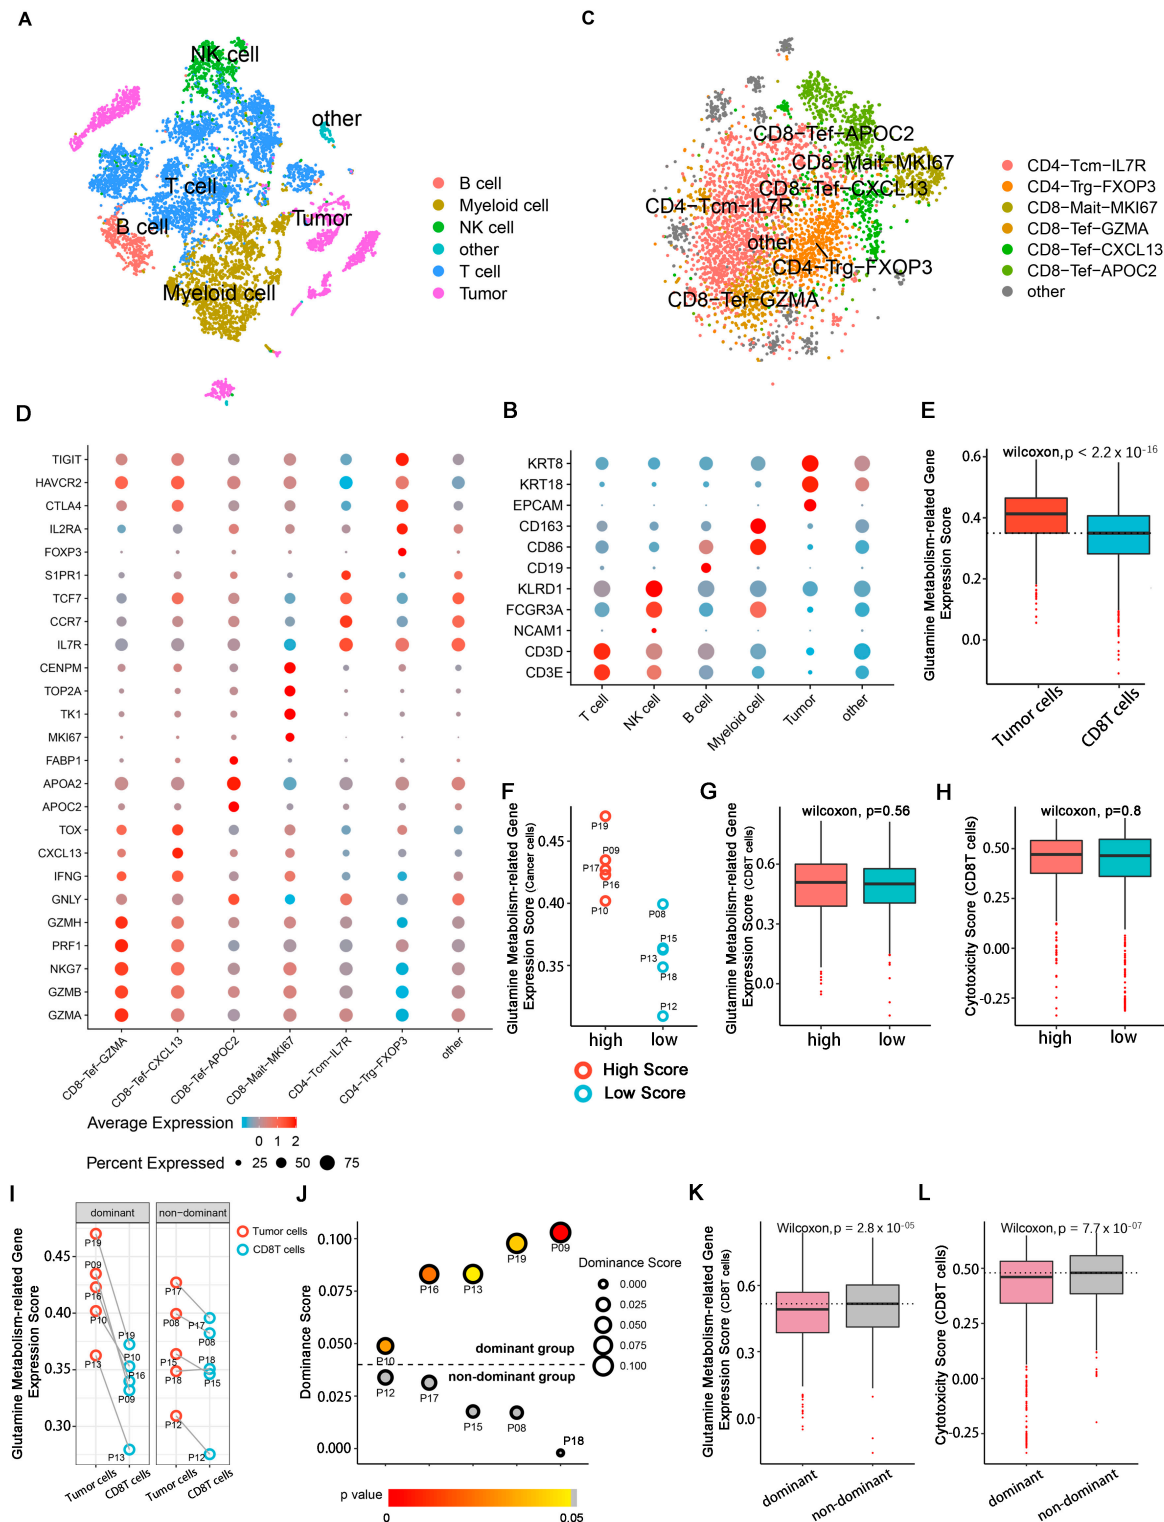 A
NK cell
other
T cell
Tumor
B cell
Myeloid cell
B cell
Myeloid cell
NK cell
other
T cell
Tumor
C
CD8−Tef−APOC2
CD8−Mait−MKI67
CD8−Tef−CXCL13
CD4−Tcm−IL7R
other
CD4−Trg−FXOP3
CD8−Tef−GZMA
CD4−Tcm−IL7R
CD4−Trg−FXOP3
CD8−Mait−MKI67
CD8−Tef−GZMA
CD8−Tef−CXCL13
CD8−Tef−APOC2
other
D
TIGIT
HAVCR2
CTLA4
IL2RA
FOXP3
S1PR1
TCF7
CCR7
IL7R
CENPM
TOP2A
TK1
MKI67
FABP1
APOA2
APOC2
TOX
CXCL13
IFNG
GNLY
GZMH
PRF1
NKG7
GZMB
GZMA
CD8−Tef−GZMA
CD8−Tef−CXCL13
CD8−Tef−APOC2
CD8−Mait−MKI67
CD4−Tcm−IL7R
CD4−Trg−FXOP3
other
Average Expression
0 1 2
Percent Expressed
25 50 75
B
KRT8
KRT18
EPCAM
CD163
CD86
CD19
KLRD1
FCGR3A
NCAM1
CD3D
CD3E
T cell
NK cell
B cell
Myeloid cell
Tumor
other
E
wilcoxon, p < 2.2 x 10⁻¹⁶
Glutamine Metabolism-related Gene
Expression Score
0.6
0.4
0.2
0.0
Tumor cells
CD8T cells
F
Glutamine Metabolism-related Gene
Expression Score (Cancer cells)
0.45
0.40
0.35
P19
P09
P17
P16
P10
P08
P15
P13
P18
P12
high
low
High Score
Low Score
G
wilcoxon, p=0.56
Glutamine Metabolism-related Gene
Expression Score (CD8T cells)
0.6
0.3
0.0
high
low
H
wilcoxon, p=0.8
Cytotoxicity Score (CD8T cells)
0.50
0.25
0.00
-0.25
high
low
I
dominant
non−dominant
Tumor cells
CD8T cells
Glutamine Metabolism-related Gene
Expression Score
0.45
0.40
0.35
0.30
P19
P09
P16
P10
P13
P19
P10
P16
P09
P13
P17
P08
P15
P18
P12
P17
P08
P18
P15
P12
Tumor cells
CD8T cells
Tumor cells
CD8T cells
J
Dominance Score
0.100
0.075
0.050
0.025
0.000
P09
P19
P16
P13
P10
dominant group
non−dominant group
P12
P17
P15
P08
P18
Dominance Score
0.000
0.025
0.050
0.075
0.100
p value
0
0.05
K
Wilcoxon, p = 2.8 x 10⁻⁰⁵
Glutamine Metabolism-related Gene
Expression Score (CD8T cells)
0.6
0.3
0.0
dominant
non-dominant
L
Wilcoxon, p = 7.7 x 10⁻⁰⁷
Cytotoxicity Score (CD8T cells)
0.50
0.25
0.00
-0.25
dominant
non-dominant